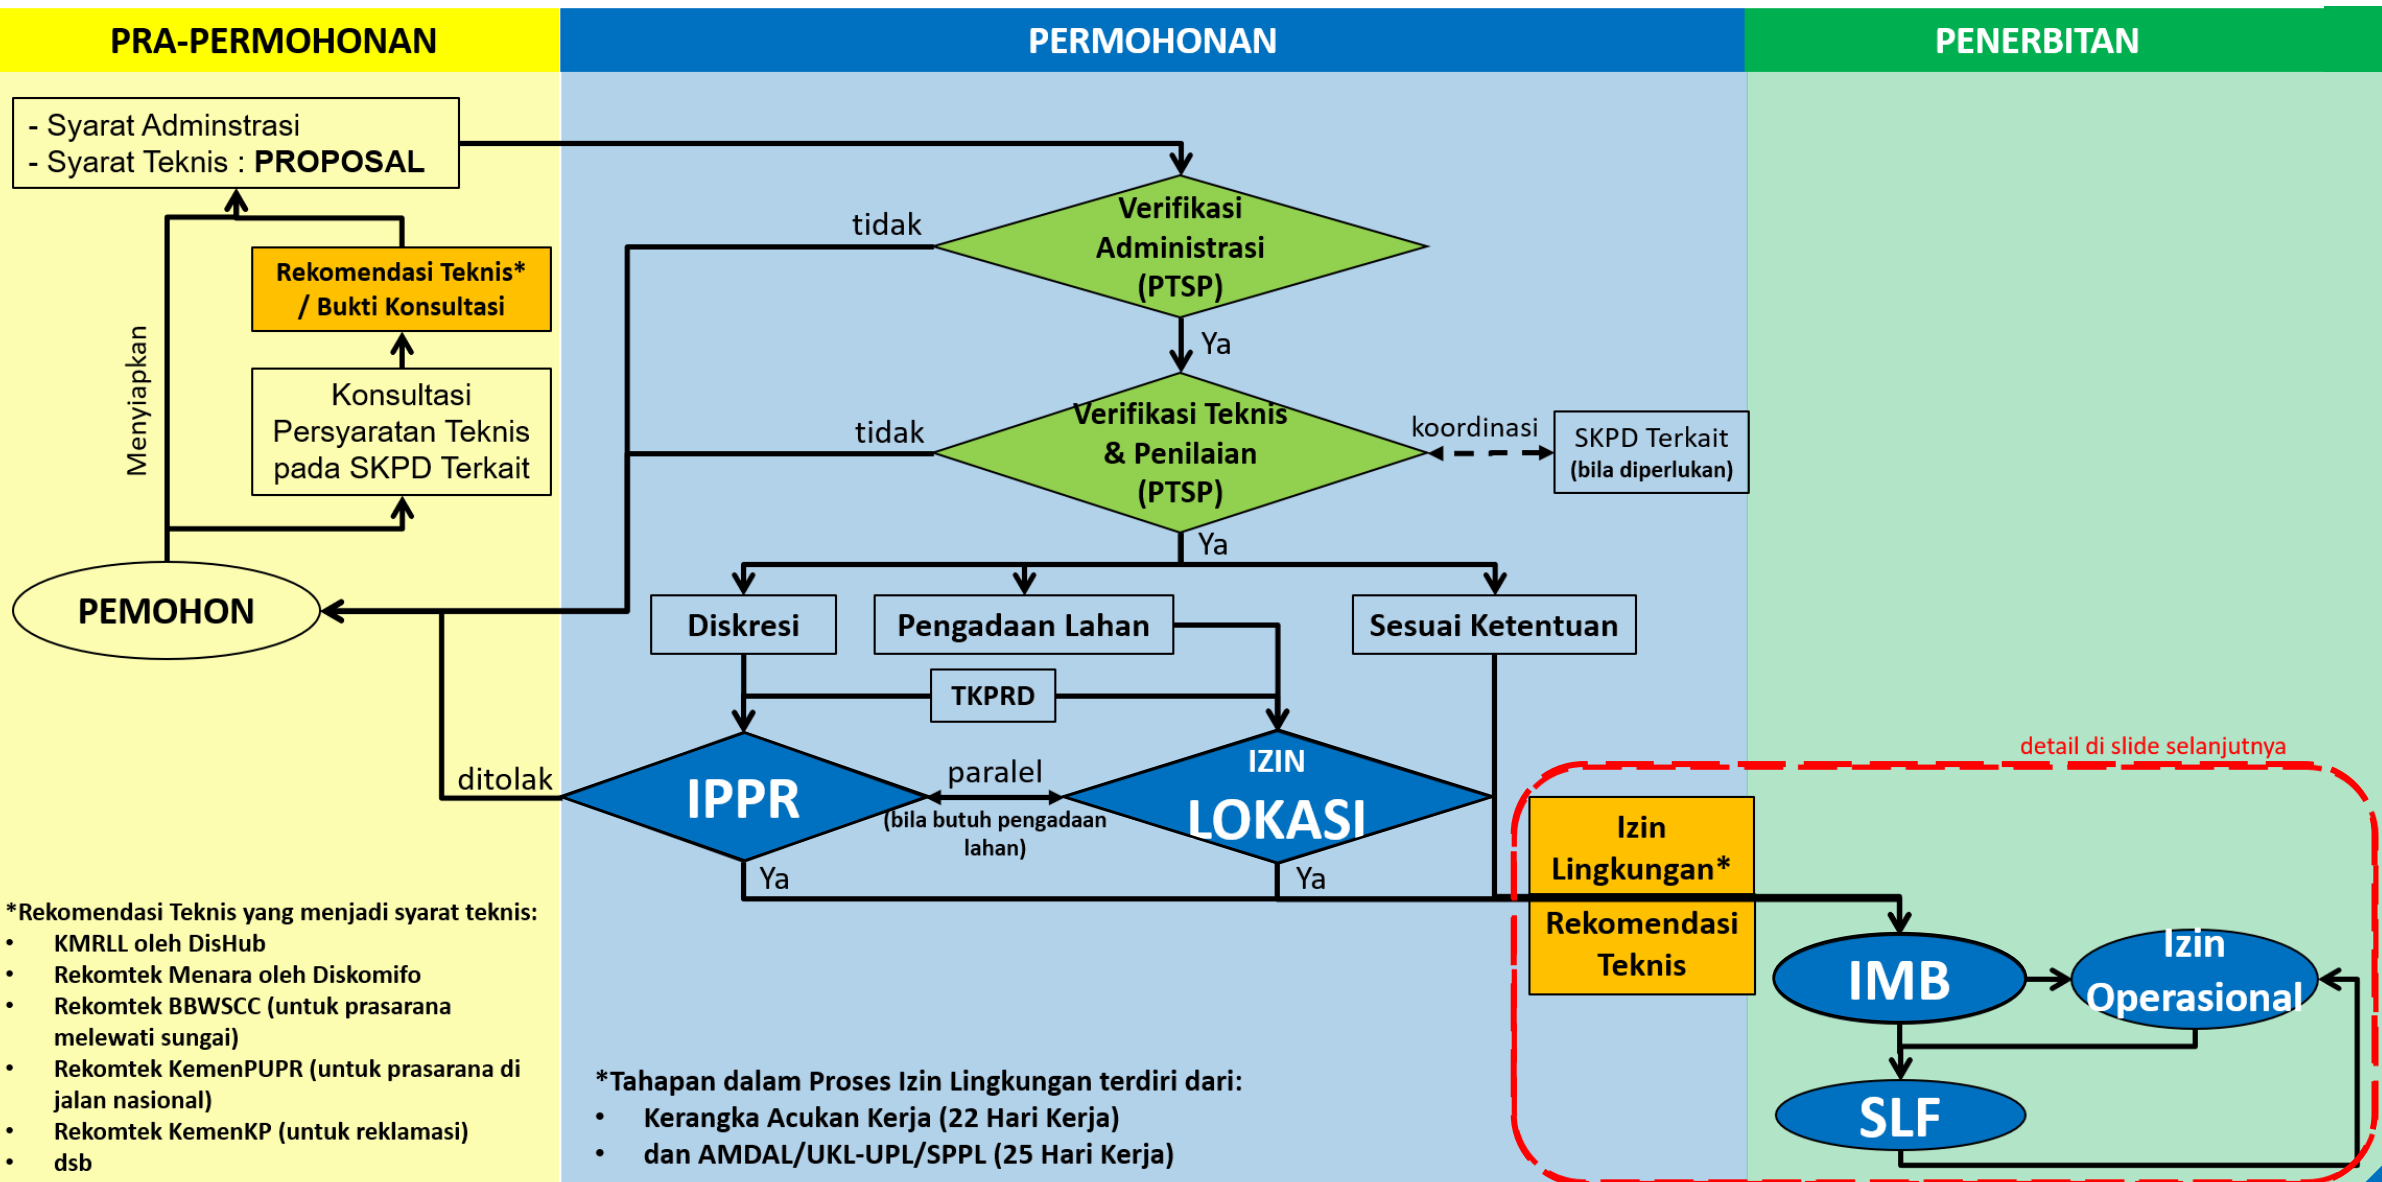 PRA-PERMOHONAN
PERMOHONAN
PENERBITAN
- Syarat Adminstrasi
- Syarat Teknis : PROPOSAL
Rekomendasi Teknis*
/ Bukti Konsultasi
Menyiapkan
Konsultasi
Persyaratan Teknis
pada SKPD Terkait
PEMOHON
*Rekomendasi Teknis yang menjadi syarat teknis:
• KMRLL oleh DisHub
• Rekomtek Menara oleh Diskomifo
• Rekomtek BBWSCC (untuk prasarana
melewati sungai)
• Rekomtek KemenPUPR (untuk prasarana di
jalan nasional)
• Rekomtek KemenKP (untuk reklamasi)
• dsb
Verifikasi
Administrasi
(PTSP)
tidak
Ya
Verifikasi Teknis
& Penilaian
(PTSP)
tidak
koordinasi
SKPD Terkait
(bila diperlukan)
Ya
Diskresi
Pengadaan Lahan
Sesuai Ketentuan
TKPRD
ditolak
IPPR
paralel
(bila butuh pengadaan
lahan)
IZIN
LOKASI
Ya
Ya
*Tahapan dalam Proses Izin Lingkungan terdiri dari:
• Kerangka Acukan Kerja (22 Hari Kerja)
• dan AMDAL/UKL-UPL/SPPL (25 Hari Kerja)
detail di slide selanjutnya
Izin
Lingkungan*
Rekomendasi
Teknis
IMB
Izin
Operasional
SLF